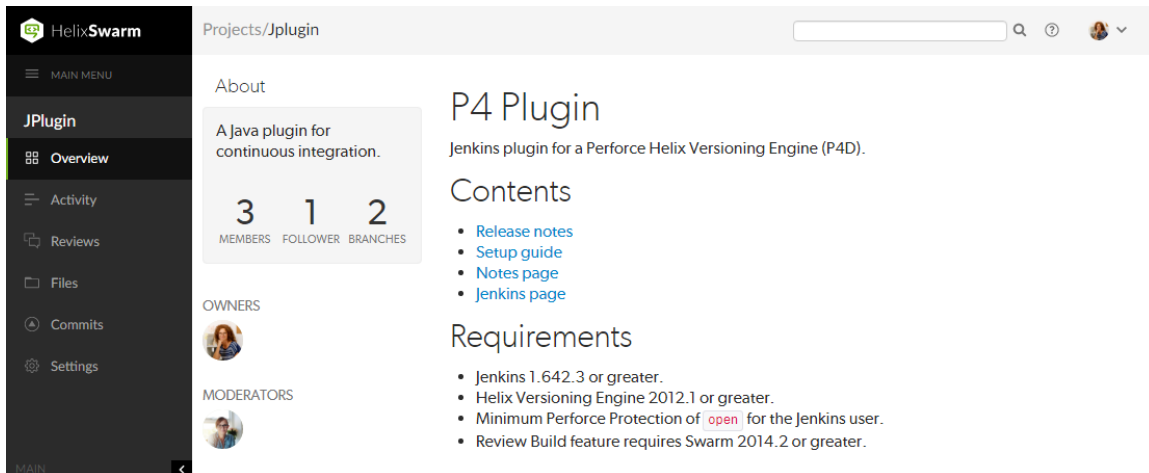 HelixSwarm
Projects/Jplugin
MAIN MENU
JPlugin
Overview
Activity
Reviews
Files
Commits
Settings
MAIN
About
A Java plugin for
continuous integration.
3 1 2
MEMBERS FOLLOWER BRANCHES
OWNERS
MODERATORS
P4 Plugin
Jenkins plugin for a Perforce Helix Versioning Engine (P4D).
Contents
Release notes
Setup guide
Notes page
Jenkins page
Requirements
Jenkins 1.642.3 or greater.
Helix Versioning Engine 2012.1 or greater.
Minimum Perforce Protection of open for the Jenkins user.
Review Build feature requires Swarm 2014.2 or greater.